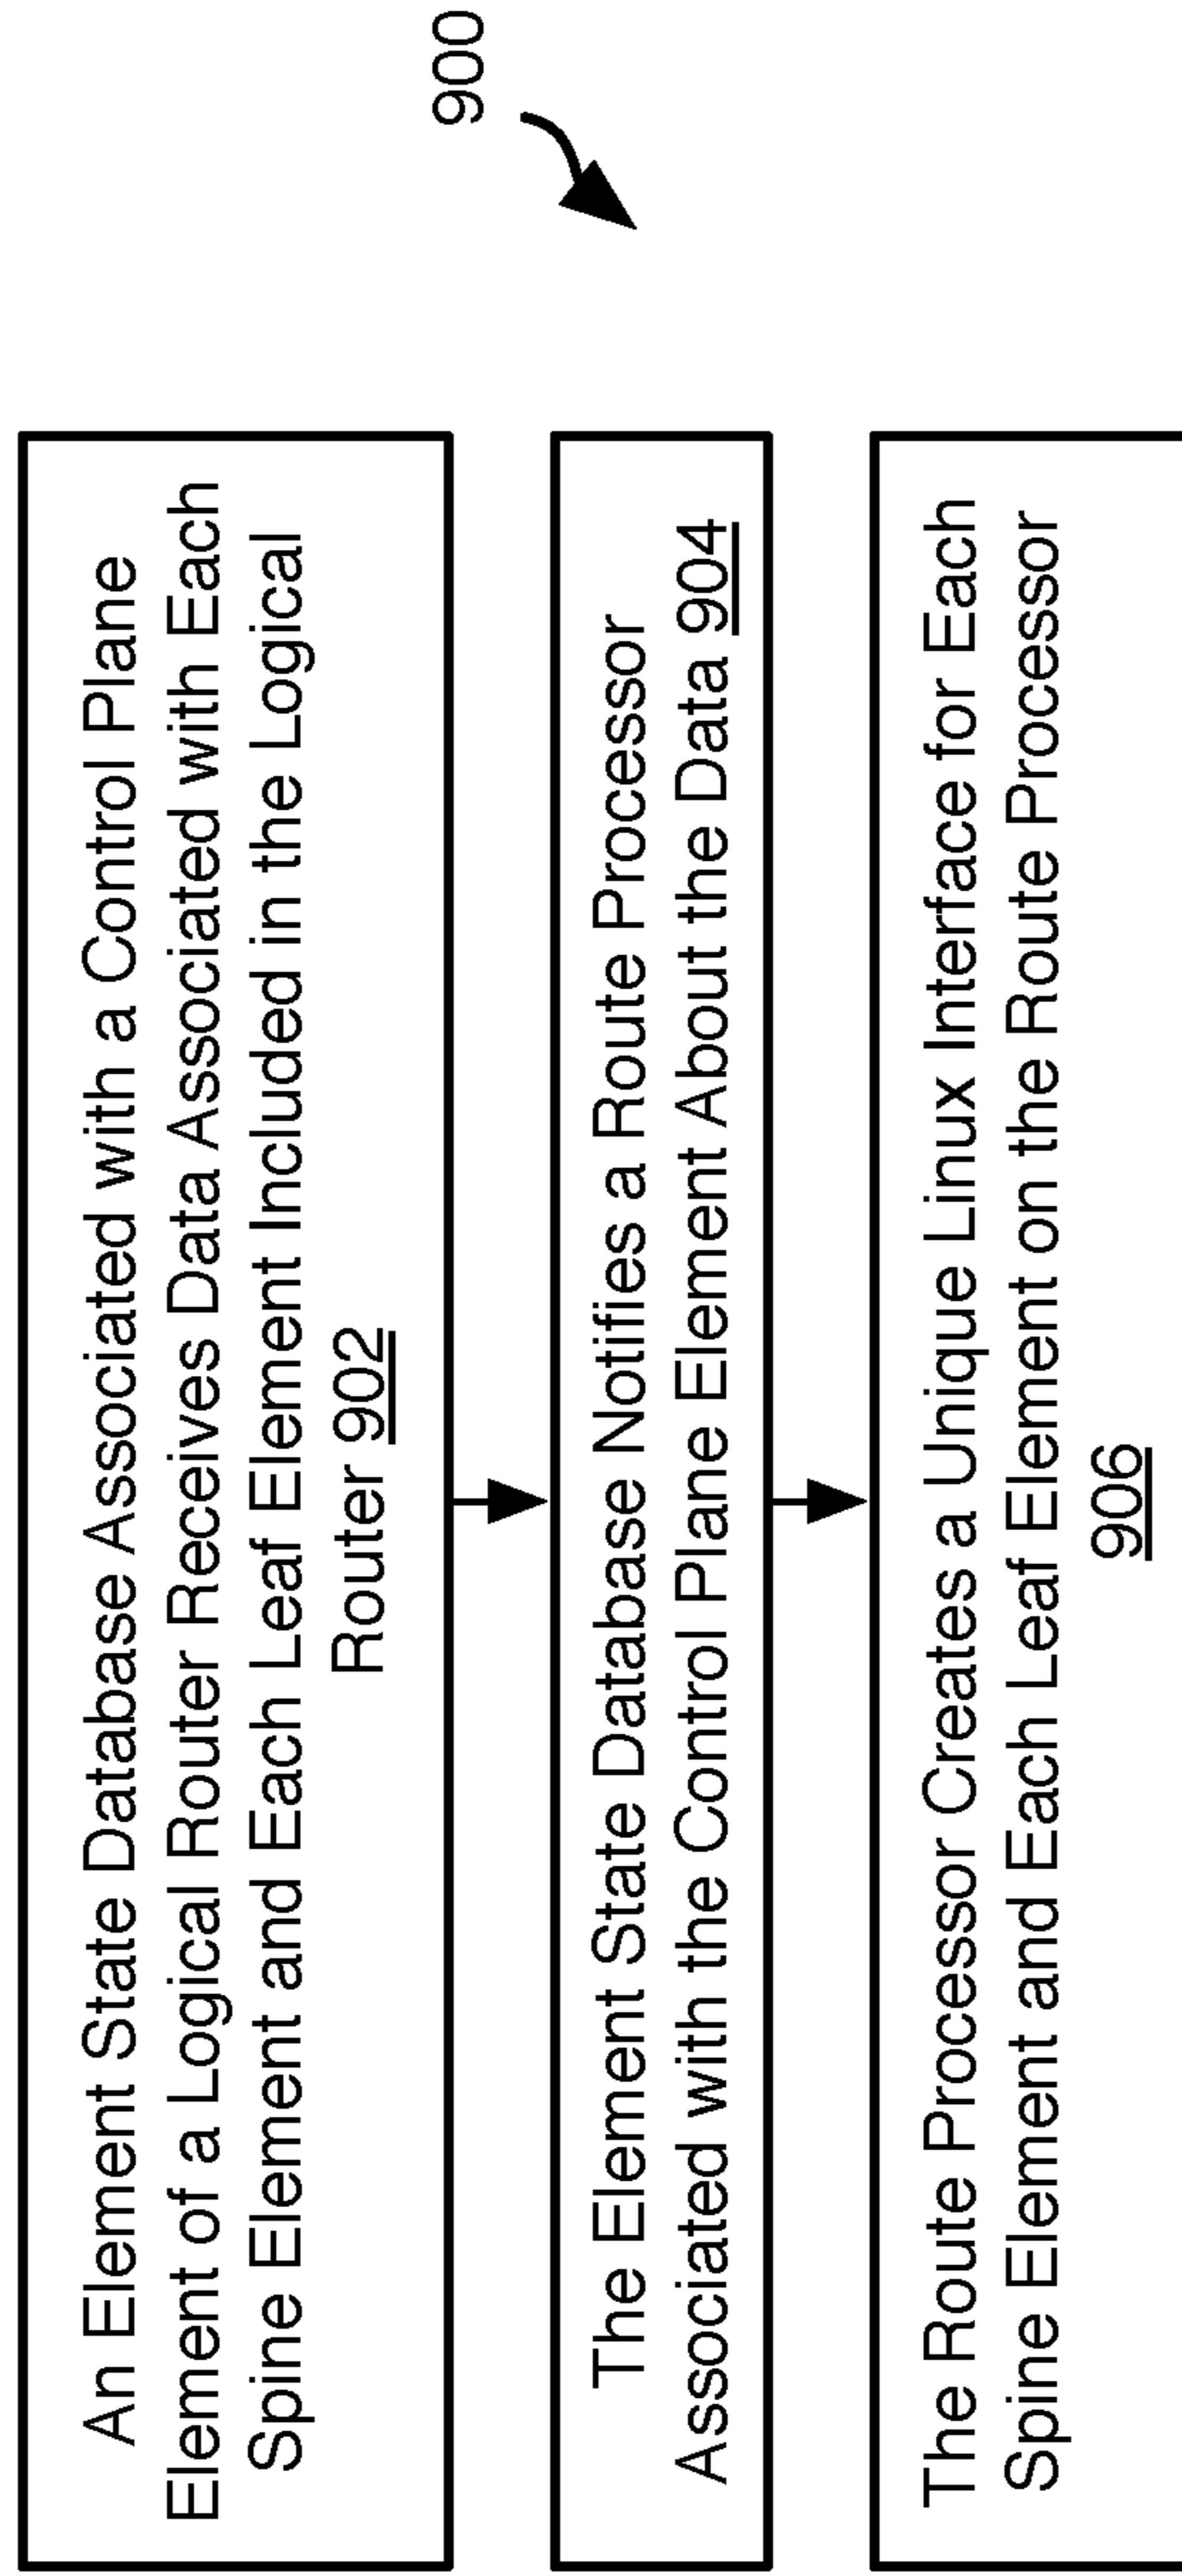 900
An Element State Database Associated with a Control Plane
Element of a Logical Router Receives Data Associated with Each
Spine Element and Each Leaf Element Included in the Logical
Router 902
The Element State Database Notifies a Route Processor
Associated with the Control Plane Element About the Data 904
The Route Processor Creates a Unique Linux Interface for Each
Spine Element and Each Leaf Element on the Route Processor
906